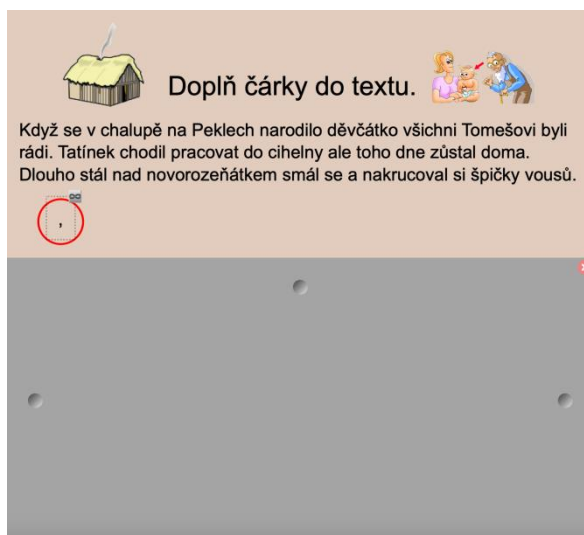 Doplň čárky do textu.
Když se v chalupě na Peklech narodilo děvčátko všichni Tomešovi byli
rádi. Tatínek chodil pracovat do cihelny ale toho dne zůstal doma.
Dlouho stál nad novorozeňátkem smál se a nakrucoval si špičky vousů.
,